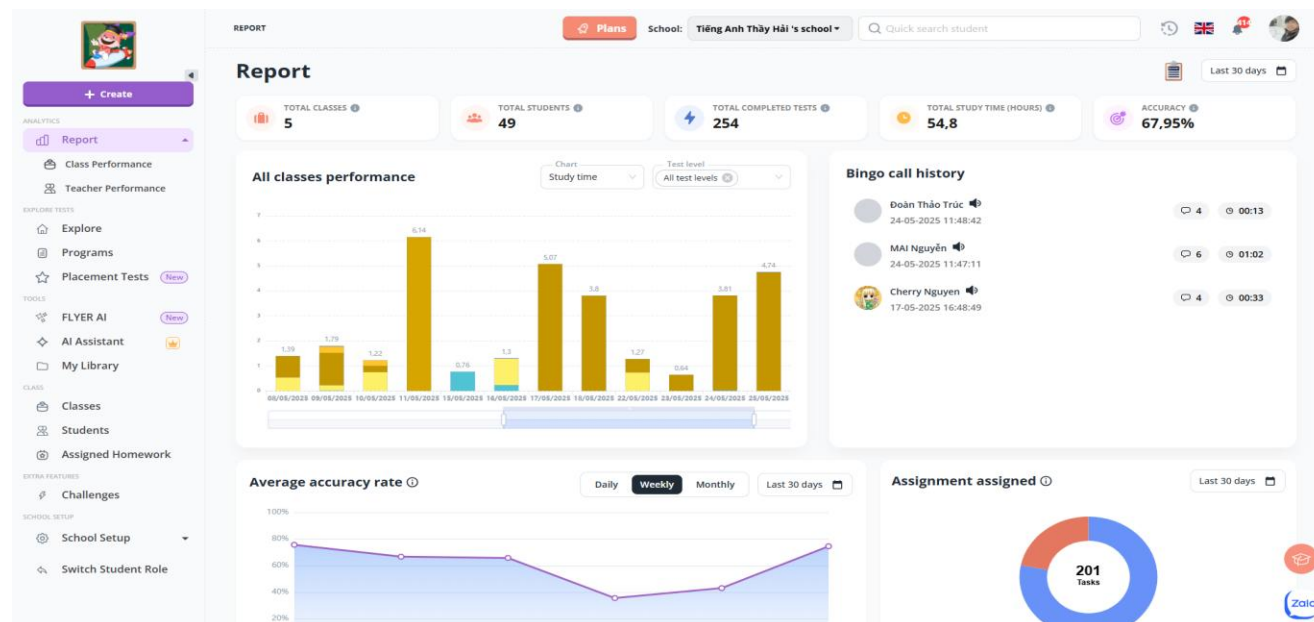 REPORT
Plans
School: Tiếng Anh Thầy Hải 's school
Quick search student
+ Create
ANALYTICS
Report
Class Performance
Teacher Performance
EXPLORE TESTS
Explore
Programs
Placement Tests New
TOOLS
FLYER AI New
AI Assistant
My Library
CLASS
Classes
Students
Assigned Homework
EXTRA FEATURES
Challenges
SCHOOL SETUP
School Setup
Switch Student Role
Report
Last 30 days
TOTAL CLASSES
5
TOTAL STUDENTS
49
TOTAL COMPLETED TESTS
254
TOTAL STUDY TIME (HOURS)
54,8
ACCURACY
67,95%
All classes performance
Chart
Study time
Test level
All test levels
7
6
5
4
3
2
1
0
1,39
1,79
1,22
6,14
0,76
1,3
5,07
3,8
1,27
0,64
3,81
4,74
08/05/2025 09/05/2025 10/05/2025 11/05/2025 15/05/2025 16/05/2025 17/05/2025 18/05/2025 22/05/2025 23/05/2025 24/05/2025 25/05/2025
Bingo call history
Đoàn Thảo Trúc
24-05-2025 11:48:42
4 00:13
MAI Nguyễn
24-05-2025 11:47:11
6 01:02
Cherry Nguyen
17-05-2025 16:48:49
4 00:33
Average accuracy rate
Daily Weekly Monthly Last 30 days
100%
80%
60%
40%
20%
Assignment assigned
Last 30 days
201
Tasks
Zalo